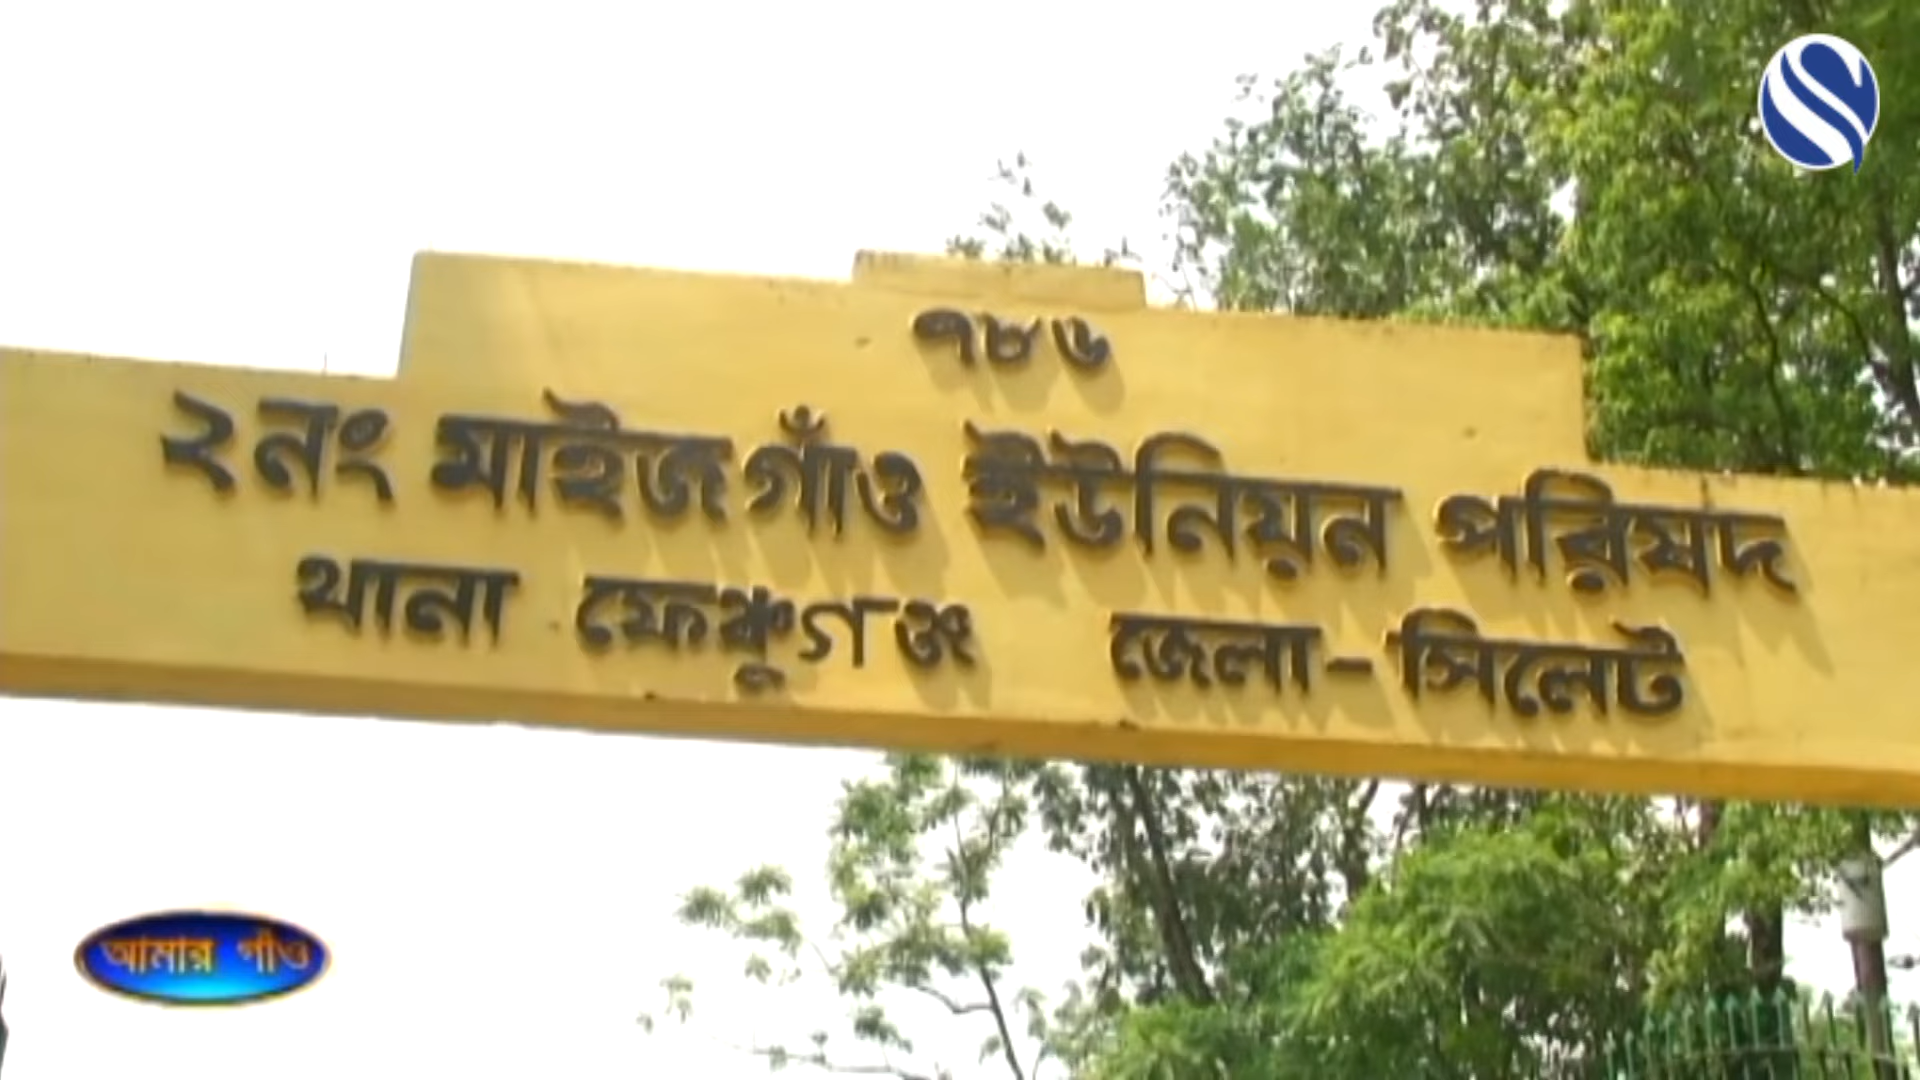 ৭৮৬
২নং মাইজগাঁও ইউনিয়ন পরিষদ
থানা ফেঞ্চুগঞ্জ জেলা-সিলেট
আমার গাঁও